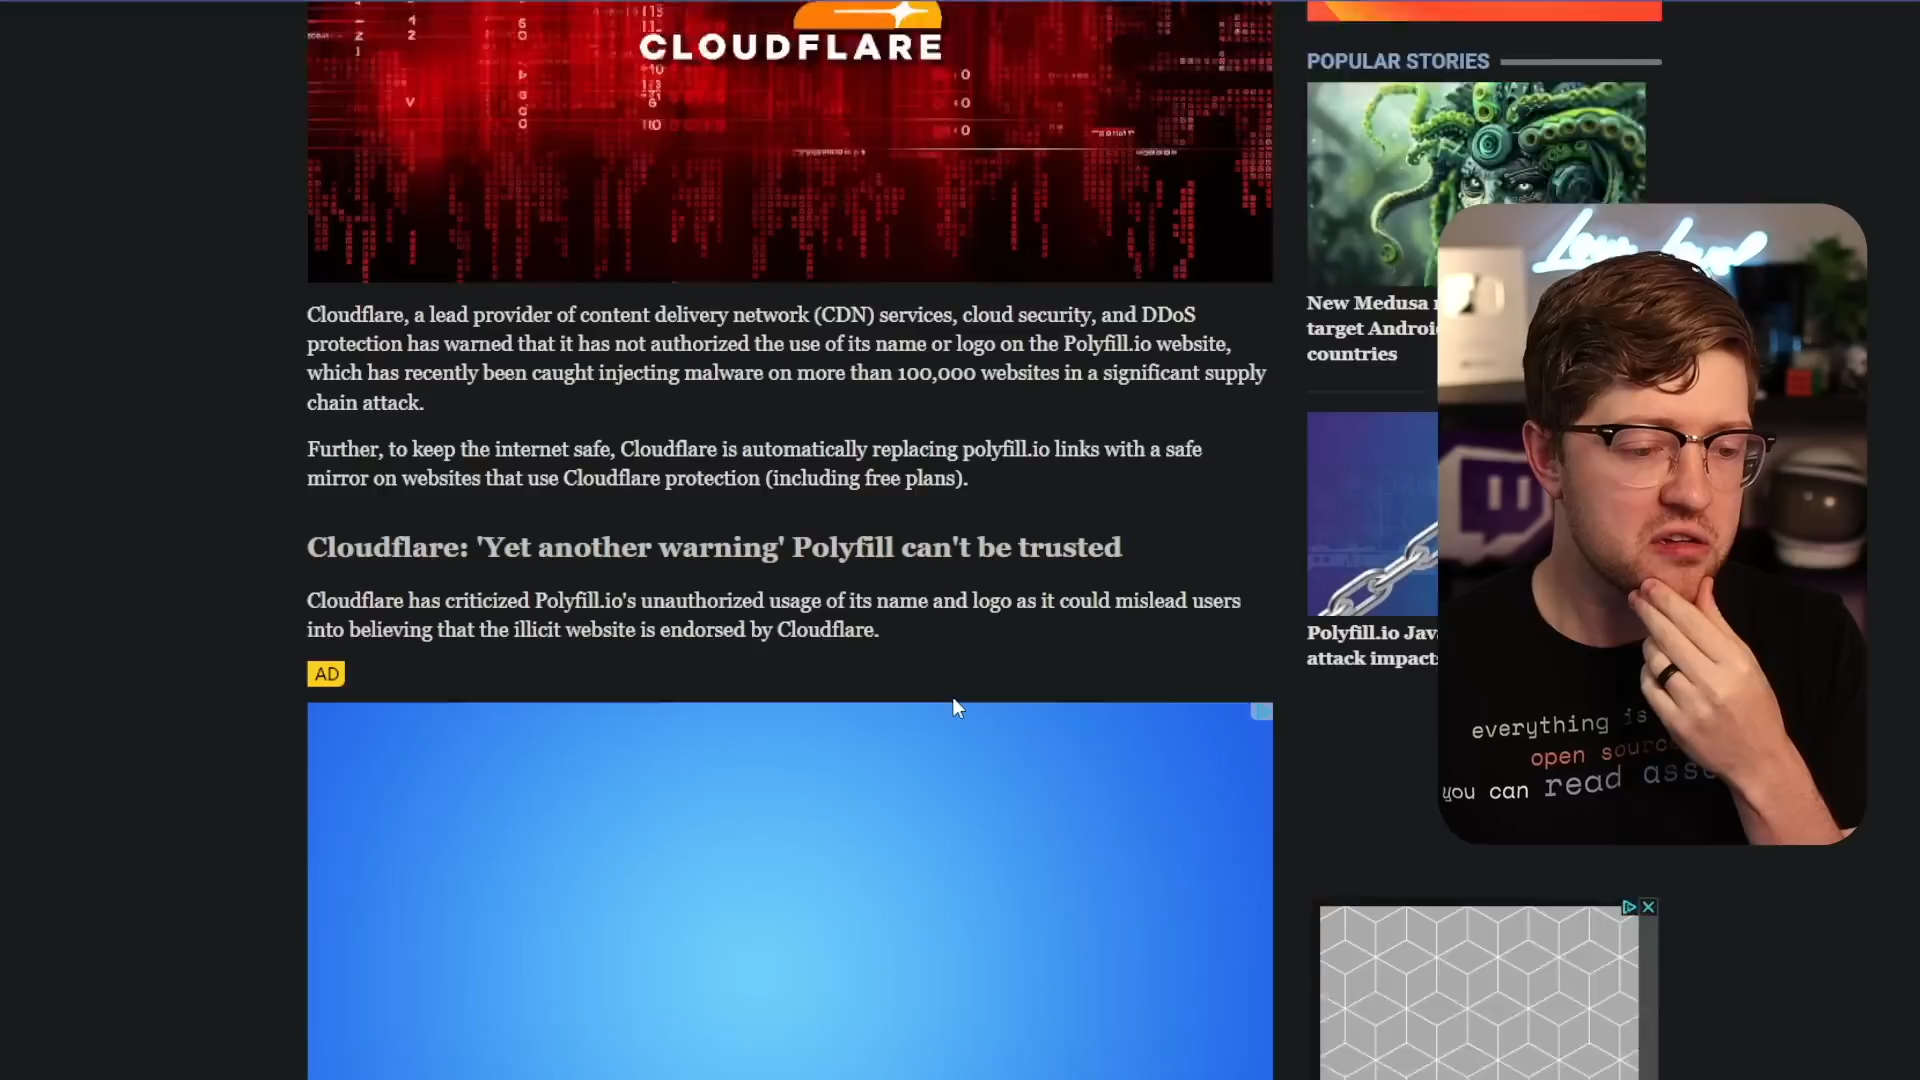 CLOUDFLARE
Cloudflare, a lead provider of content delivery network (CDN) services, cloud security, and DDoS
protection has warned that it has not authorized the use of its name or logo on the Polyfill.io website,
which has recently been caught injecting malware on more than 100,000 websites in a significant supply
chain attack.
Further, to keep the internet safe, Cloudflare is automatically replacing polyfill.io links with a safe
mirror on websites that use Cloudflare protection (including free plans).
Cloudflare: 'Yet another warning' Polyfill can't be trusted
Cloudflare has criticized Polyfill.io's unauthorized usage of its name and logo as it could mislead users
into believing that the illicit website is endorsed by Cloudflare.
AD
POPULAR STORIES
New Medusa
target Androi
countries
Polyfill.io Jav
attack impact
everything is
open sourc
you can read ass